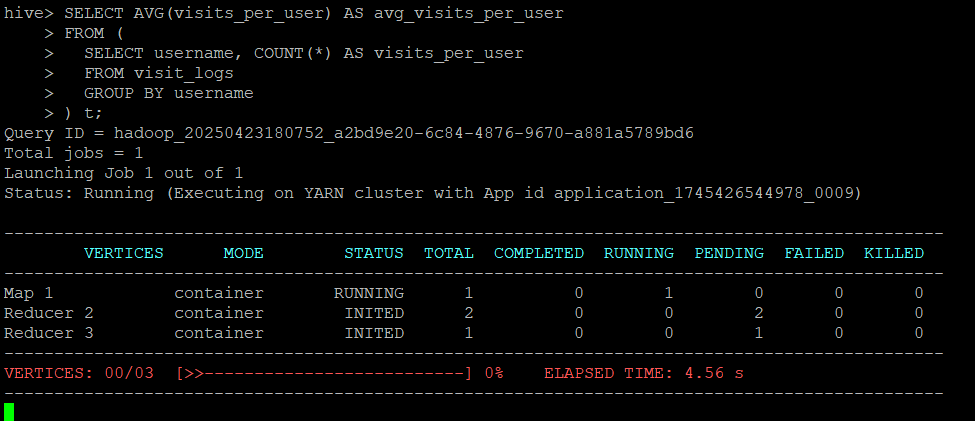 hive> SELECT AVG(visits_per_user) AS avg_visits_per_user
    > FROM (
    >   SELECT username, COUNT(*) AS visits_per_user
    >   FROM visit_logs
    >   GROUP BY username
    > ) t;
Query ID = hadoop_20250423180752_a2bd9e20-6c84-4876-9670-a881a5789bd6
Total jobs = 1
Launching Job 1 out of 1
Status: Running (Executing on YARN cluster with App id application_1745426544978_0009)
----------------------------------------------------------------------------------------------
        VERTICES      MODE        STATUS  TOTAL  COMPLETED  RUNNING  PENDING  FAILED  KILLED
----------------------------------------------------------------------------------------------
Map 1            container       RUNNING      1          0        1        0       0       0
Reducer 2        container        INITED      2          0        0        2       0       0
Reducer 3        container        INITED      1          0        0        1       0       0
----------------------------------------------------------------------------------------------
VERTICES: 00/03  [>>--------------------------] 0%    ELAPSED TIME: 4.56 s
----------------------------------------------------------------------------------------------